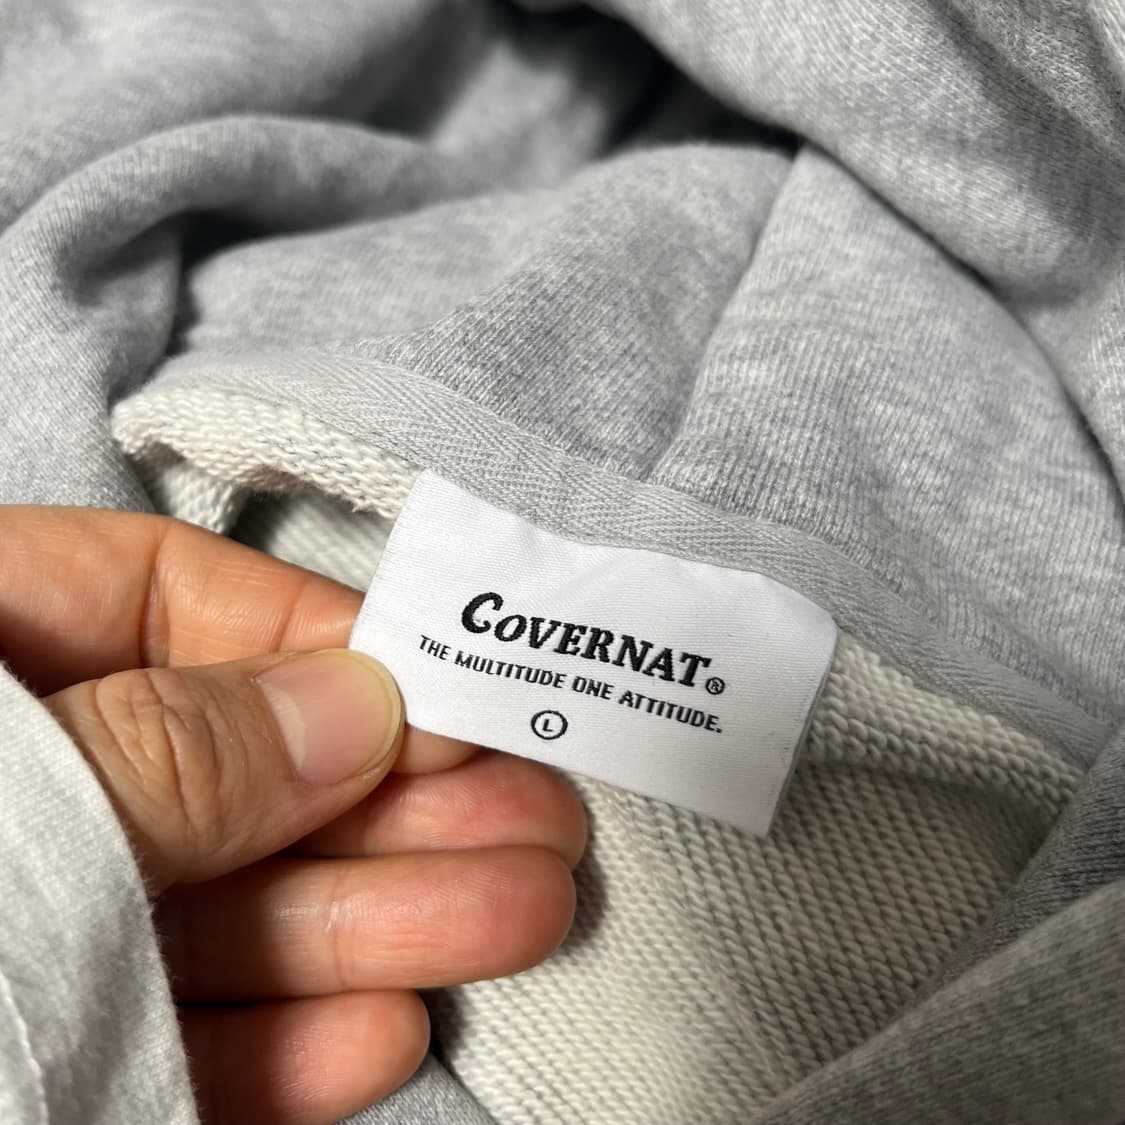 COVERNAT®
THE MULTITUDE ONE ATTITUDE.
L